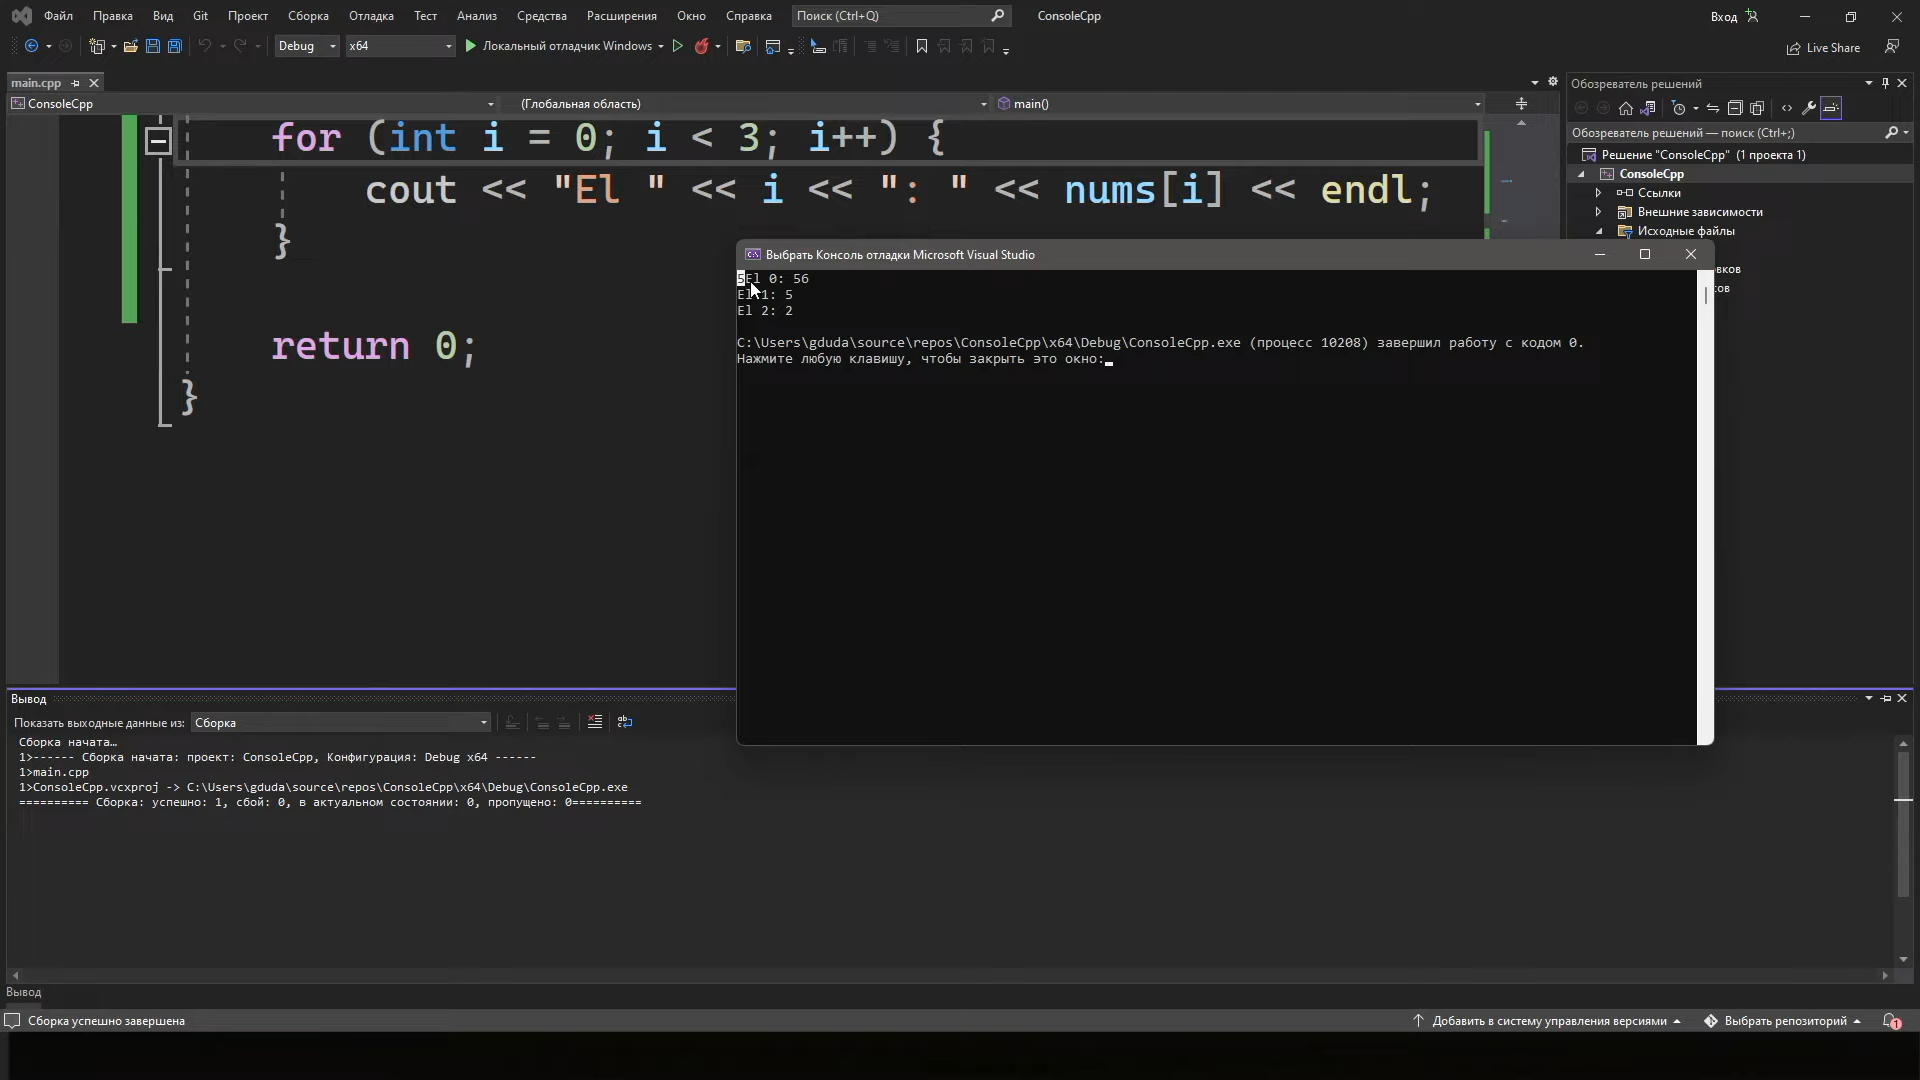 Файл Правка Вид Git Проект Сборка Отладка Тест Анализ Средства Расширения Окно Справка Поиск (Ctrl+Q) ConsoleCpp Вход
Debug x64 Локальный отладчик Windows Live Share
main.cpp
ConsoleCpp (Глобальная область) main()
for (int i = 0; i < 3; i++) {
cout << "El " << i << ": " << nums[i] << endl;
}
return 0;
}
Обозреватель решений
Обозреватель решений — поиск (Ctrl+;)
Решение "ConsoleCpp" (1 проекта 1)
ConsoleCpp
Ссылки
Внешние зависимости
Исходные файлы
вков
сов
Выбрать Консоль отладки Microsoft Visual Studio
5El 0: 56
El 1: 5
El 2: 2
C:\Users\gduda\source\repos\ConsoleCpp\x64\Debug\ConsoleCpp.exe (процесс 10208) завершил работу с кодом 0.
Нажмите любую клавишу, чтобы закрыть это окно:
Вывод
Показать выходные данные из: Сборка
Сборка начата…
1>------ Сборка начата: проект: ConsoleCpp, Конфигурация: Debug x64 ------
1>main.cpp
1>ConsoleCpp.vcxproj -> C:\Users\gduda\source\repos\ConsoleCpp\x64\Debug\ConsoleCpp.exe
========== Сборка: успешно: 1, сбой: 0, в актуальном состоянии: 0, пропущено: 0==========
Вывод
Сборка успешно завершена Добавить в систему управления версиями Выбрать репозиторий 1